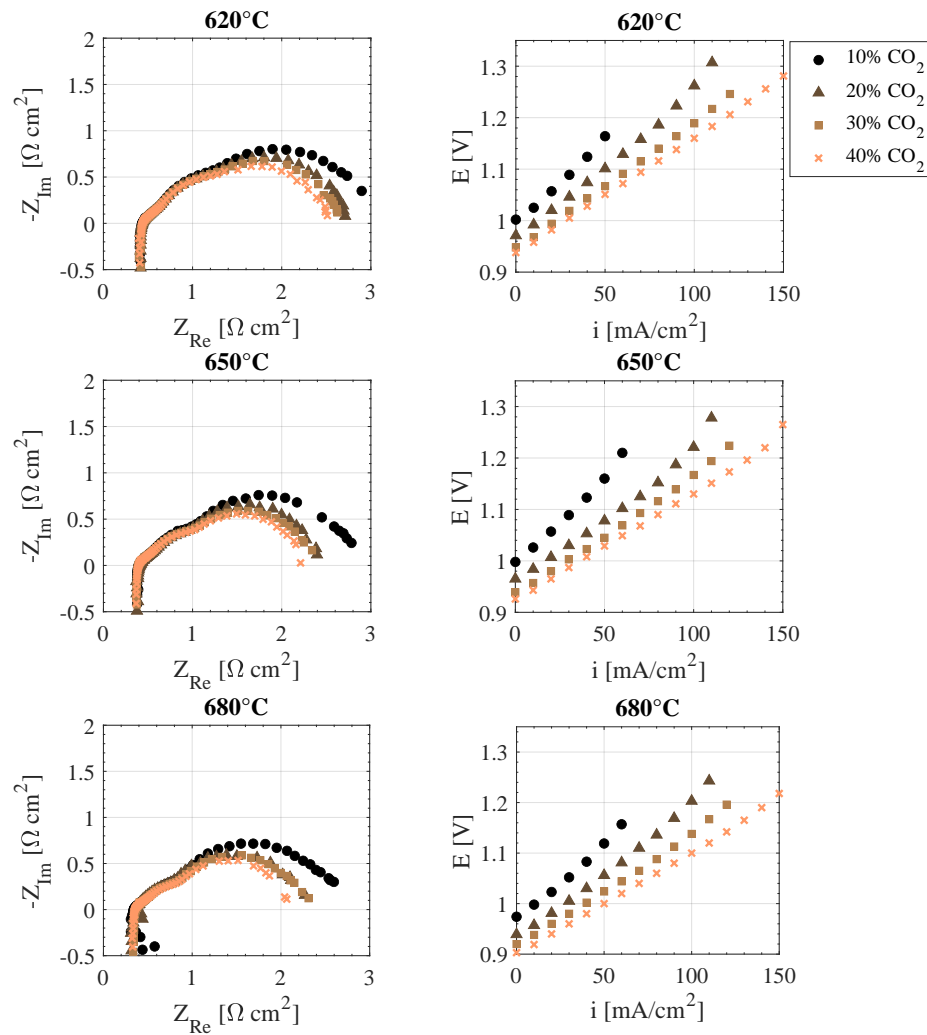 620°C
2
1.5
1
0.5
0
-0.5
-Z_Im [Ω cm²]
0 1 2 3
Z_Re [Ω cm²]
620°C
1.3
1.2
1.1
1
0.9
E [V]
0 50 100 150
i [mA/cm²]
10% CO₂
20% CO₂
30% CO₂
40% CO₂
650°C
2
1.5
1
0.5
0
-0.5
-Z_Im [Ω cm²]
0 1 2 3
Z_Re [Ω cm²]
650°C
1.3
1.2
1.1
1
0.9
E [V]
0 50 100 150
i [mA/cm²]
680°C
2
1.5
1
0.5
0
-0.5
-Z_Im [Ω cm²]
0 1 2 3
Z_Re [Ω cm²]
680°C
1.3
1.2
1.1
1
0.9
E [V]
0 50 100 150
i [mA/cm²]